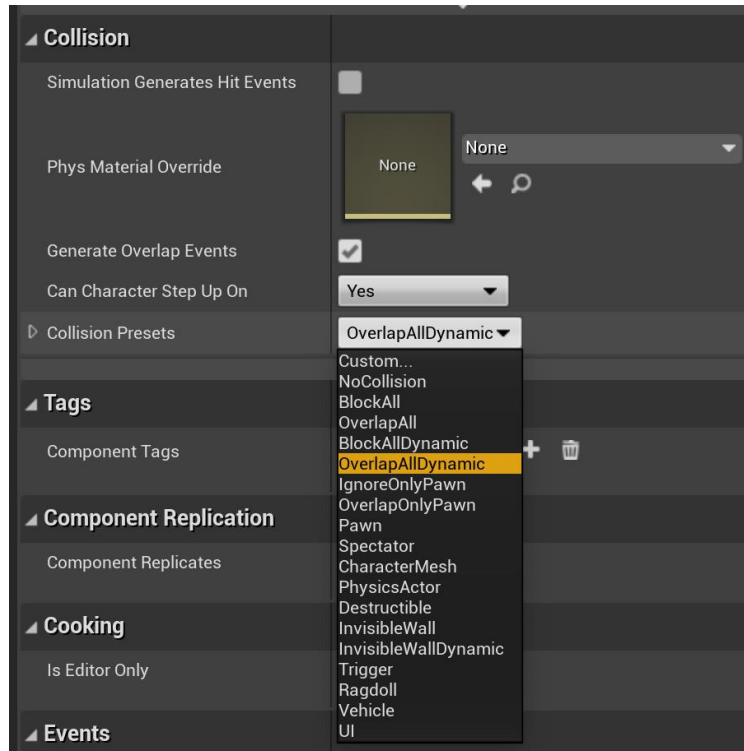 Collision
Simulation Generates Hit Events
Phys Material Override
None
None
Generate Overlap Events
Can Character Step Up On
Yes
Collision Presets
OverlapAllDynamic
Custom...
NoCollision
BlockAll
OverlapAll
BlockAllDynamic
OverlapAllDynamic
IgnoreOnlyPawn
OverlapOnlyPawn
Pawn
Spectator
CharacterMesh
PhysicsActor
Destructible
InvisibleWall
InvisibleWallDynamic
Trigger
Ragdoll
Vehicle
UI
Tags
Component Tags
Component Replication
Component Replicates
Cooking
Is Editor Only
Events